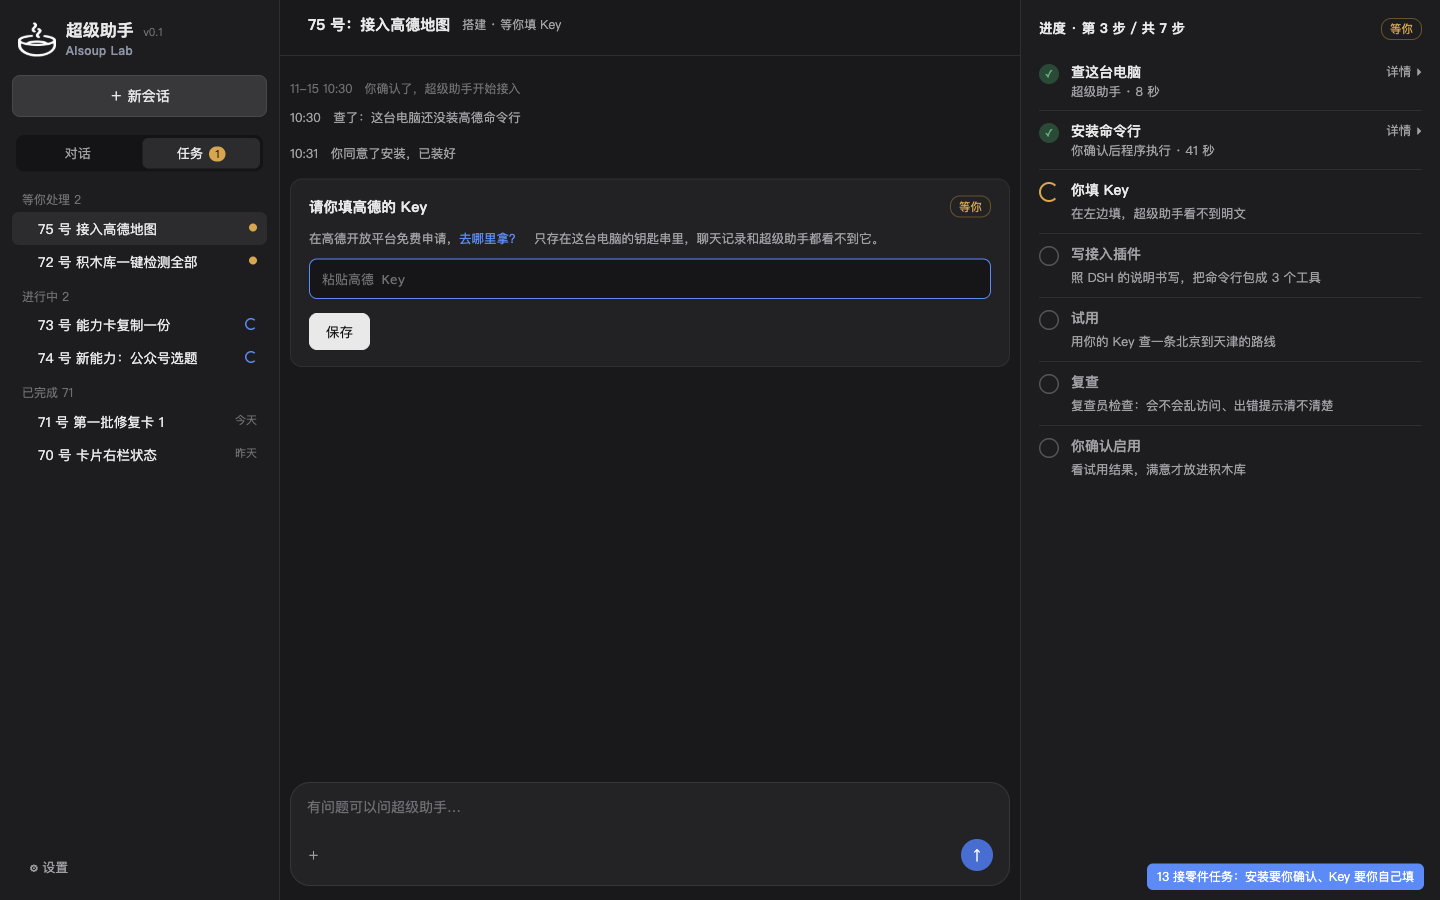 超级助手 v0.1
AIsoup Lab
+ 新会话
对话
任务 1
等你处理 2
75 号 接入高德地图
72 号 积木库一键检测全部
进行中 2
73 号 能力卡复制一份
74 号 新能力：公众号选题
已完成 71
71 号 第一批修复卡 1 今天
70 号 卡片右栏状态 昨天
设置
75 号：接入高德地图 搭建 · 等你填 Key
11–15 10:30 你确认了，超级助手开始接入
10:30 查了：这台电脑还没装高德命令行
10:31 你同意了安装，已装好
请你填高德的 Key 等你
在高德开放平台免费申请，去哪里拿？ 只存在这台电脑的钥匙串里，聊天记录和超级助手都看不到它。
粘贴高德 Key
保存
有问题可以问超级助手…
+
↑
进度 · 第 3 步 / 共 7 步 等你
查这台电脑 详情
超级助手 · 8 秒
安装命令行 详情
你确认后程序执行 · 41 秒
你填 Key
在左边填，超级助手看不到明文
写接入插件
照 DSH 的说明书写，把命令行包成 3 个工具
试用
用你的 Key 查一条北京到天津的路线
复查
复查员检查：会不会乱访问、出错提示清不清楚
你确认启用
看试用结果，满意才放进积木库
13 接零件任务：安装要你确认、Key 要你自己填